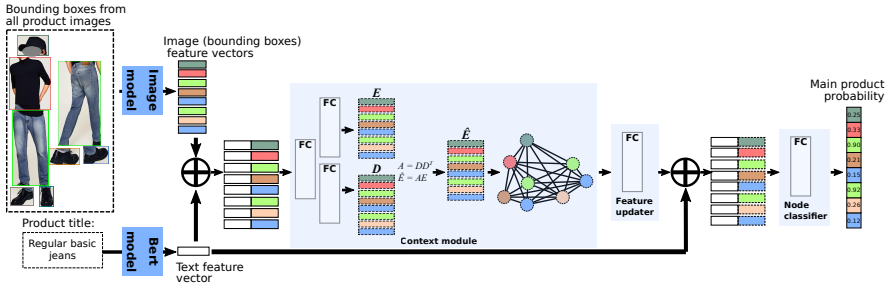 Bounding boxes from
all product images
Image
model
Image (bounding boxes)
feature vectors
Product title:
Regular basic
jeans
Bert
model
Text feature
vector
FC
FC
FC
E
D
A = DDᵀ
Ê = AE
Ê
Context module
FC
Feature
updater
FC
Node
classifier
Main product
probability
0.25
0.33
0.90
0.21
0.15
0.92
0.26
0.12